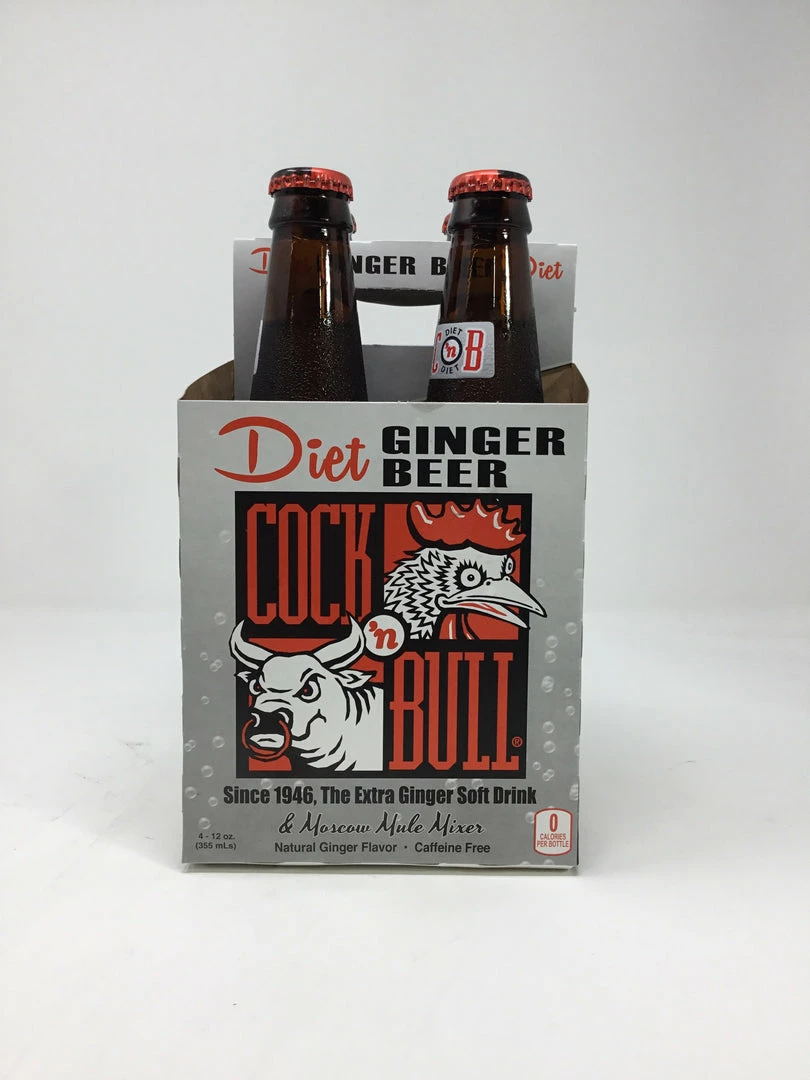 Diet
GINGER BEER
Diet
DIET
'n B
DIET
Diet GINGER
BEER
COCK
'n
BULL®
Since 1946, The Extra Ginger Soft Drink
& Moscow Mule Mixer
Natural Ginger Flavor • Caffeine Free
4 - 12 oz.
(355 mLs)
0
CALORIES
PER BOTTLE